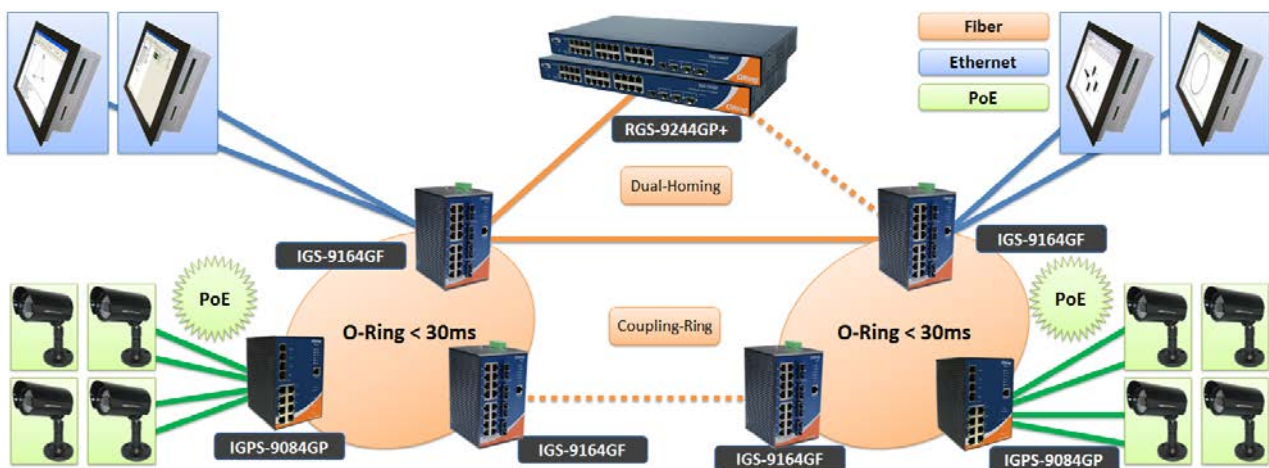 Fiber
Ethernet
PoE
RGS-9244GP+
Dual-Homing
IGS-9164GF
IGS-9164GF
PoE
PoE
O-Ring < 30ms
Coupling-Ring
O-Ring < 30ms
IGPS-9084GP
IGS-9164GF
IGS-9164GF
IGPS-9084GP